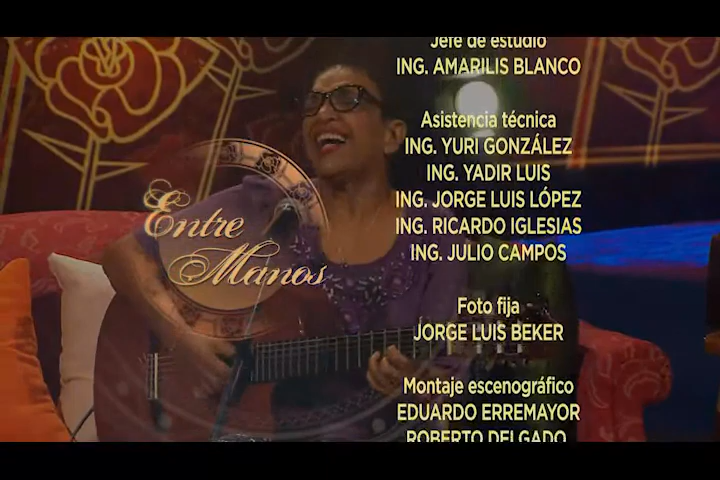 Entre
Manos
Jefe de estudio
ING. AMARILIS BLANCO
Asistencia técnica
ING. YURI GONZÁLEZ
ING. YADIR LUIS
ING. JORGE LUIS LÓPEZ
ING. RICARDO IGLESIAS
ING. JULIO CAMPOS
Foto fija
JORGE LUIS BEKER
Montaje escenográfico
EDUARDO ERREMAYOR
ROBERTO DELGADO